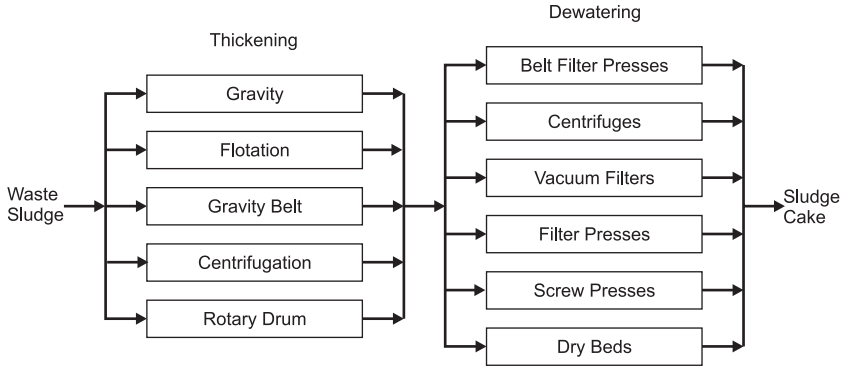 Dewatering
Thickening
Belt Filter Presses
Gravity
Centrifuges
Flotation
Vacuum Filters
Waste
Sludge
Gravity Belt
Sludge
Cake
Filter Presses
Centrifugation
Screw Presses
Rotary Drum
Dry Beds